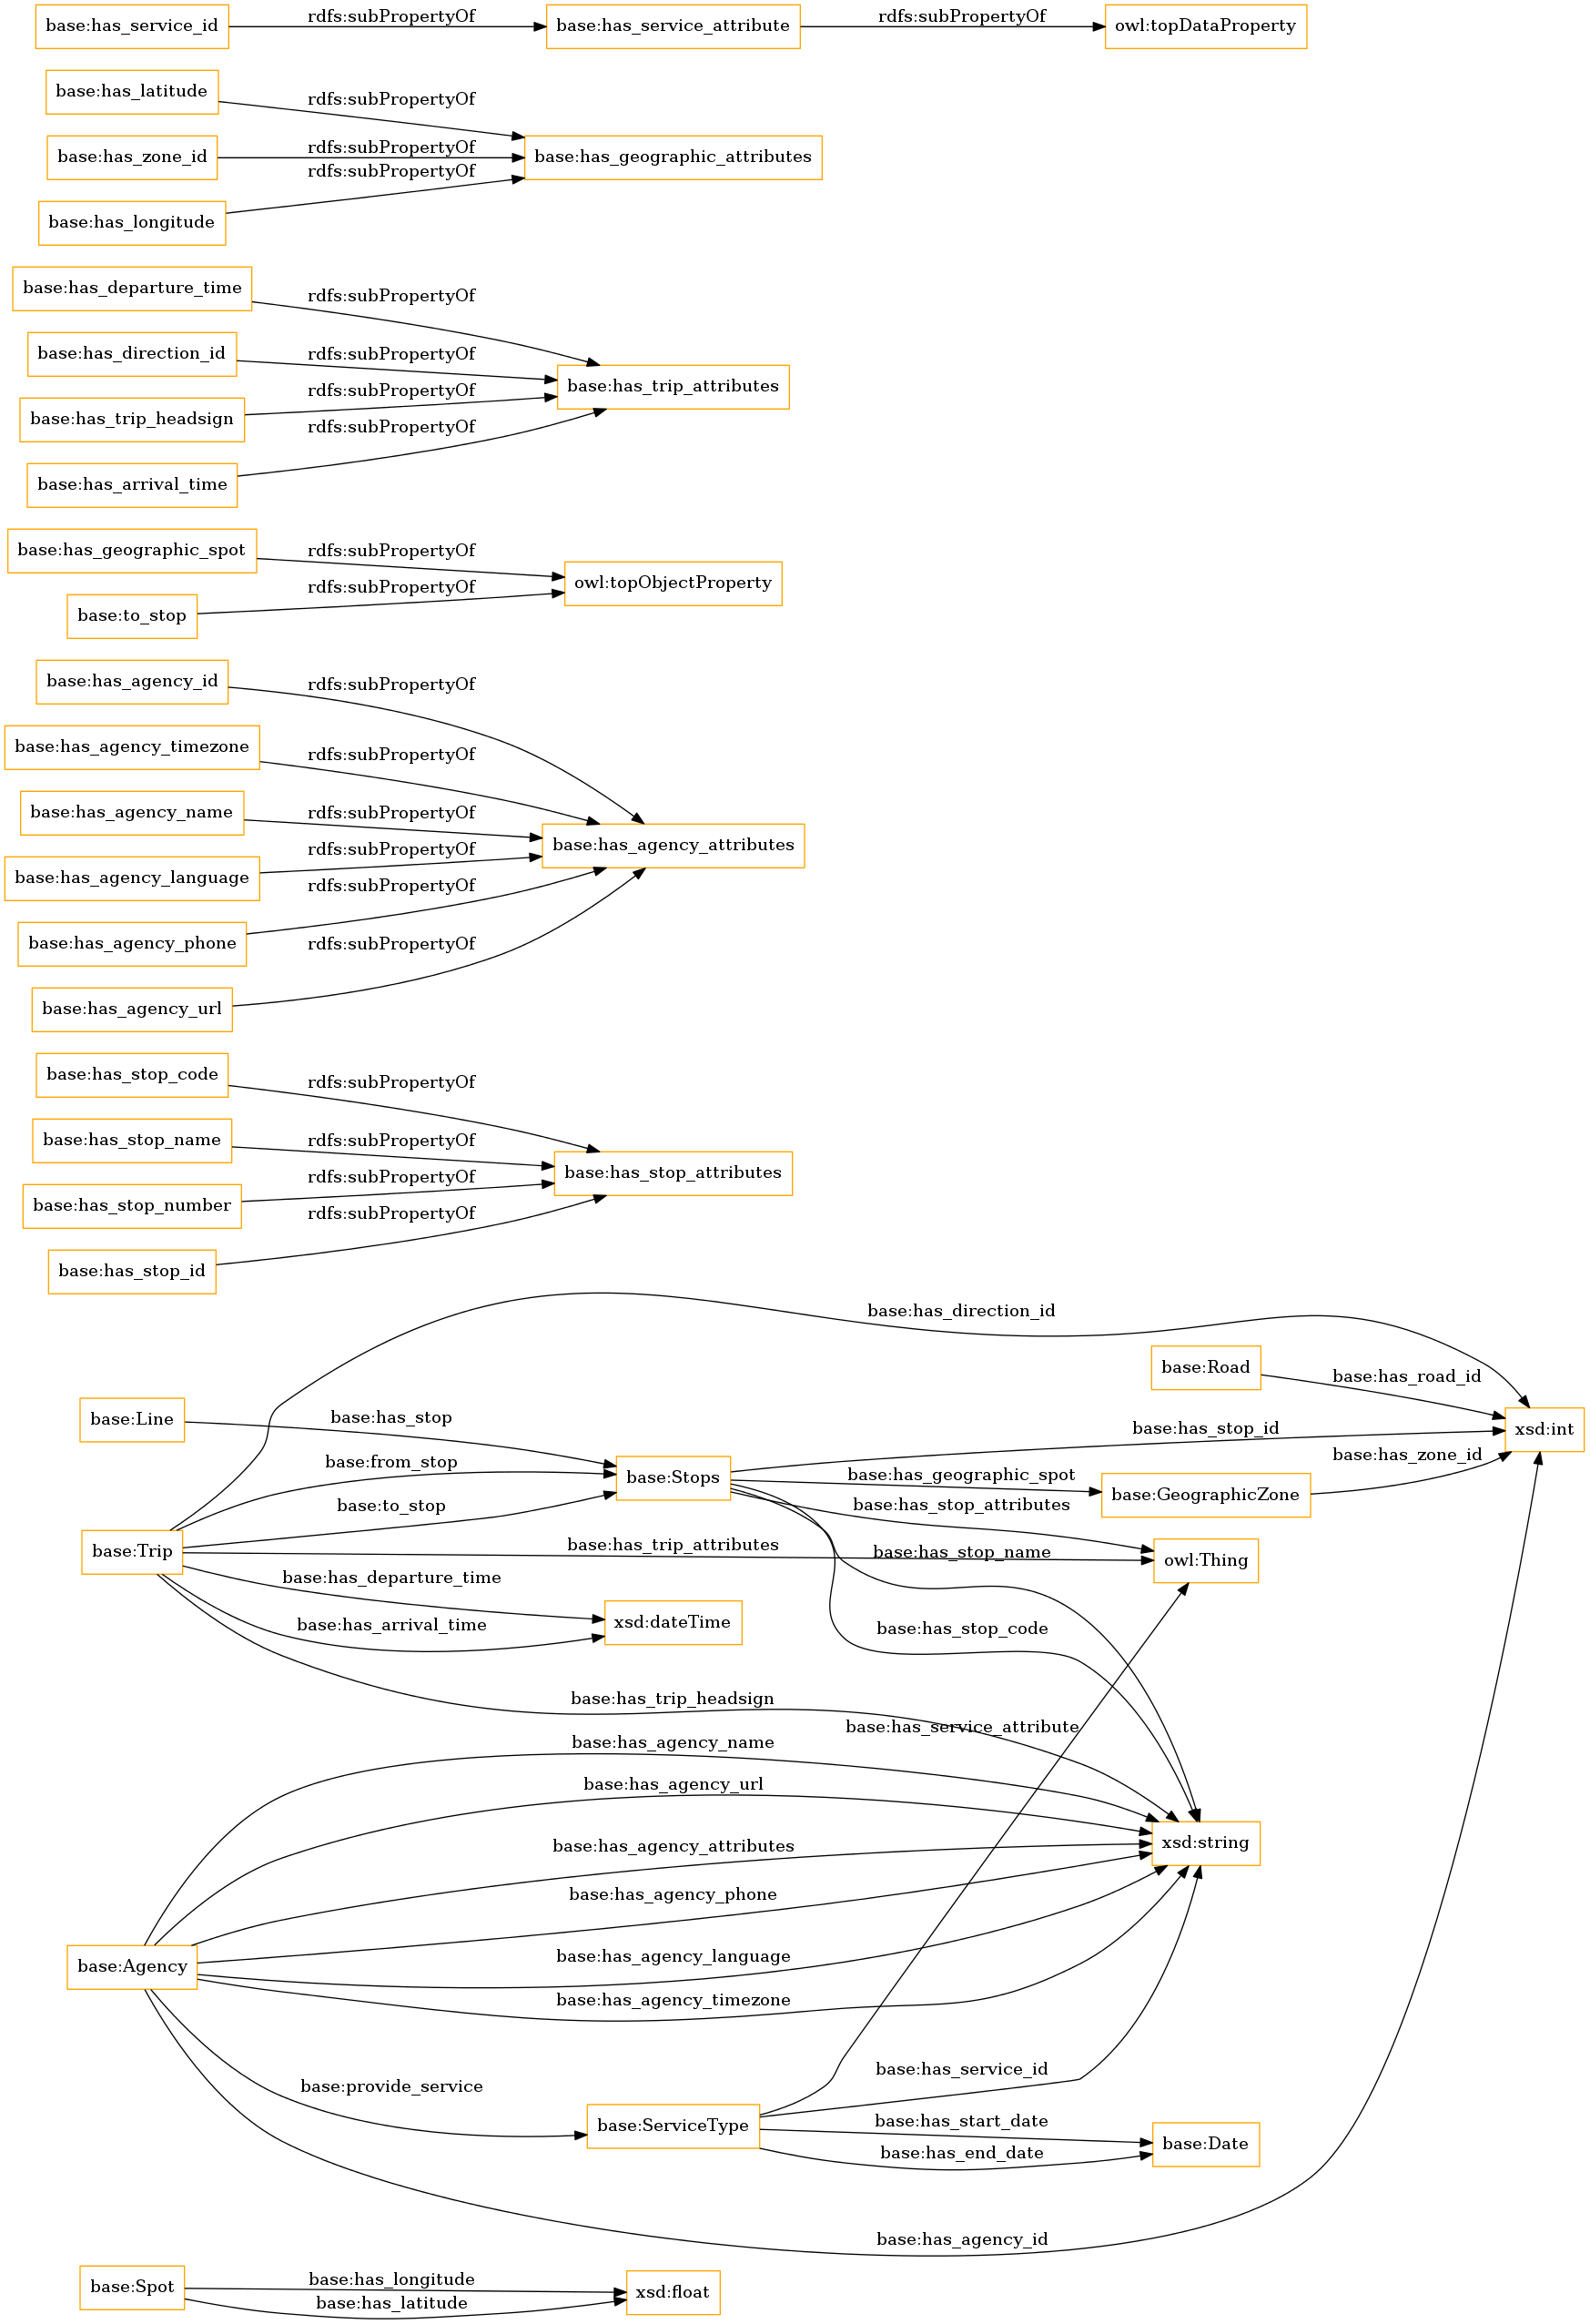 base:has_service_id
rdfs:subPropertyOf
base:has_service_attribute
rdfs:subPropertyOf
owl:topDataProperty
base:has_latitude
rdfs:subPropertyOf
base:has_zone_id
rdfs:subPropertyOf
base:has_geographic_attributes
rdfs:subPropertyOf
base:has_longitude
base:has_departure_time
rdfs:subPropertyOf
base:has_direction_id
rdfs:subPropertyOf
base:has_trip_attributes
base:has_trip_headsign
rdfs:subPropertyOf
base:has_arrival_time
rdfs:subPropertyOf
base:has_geographic_spot
rdfs:subPropertyOf
owl:topObjectProperty
base:to_stop
rdfs:subPropertyOf
base:has_agency_id
rdfs:subPropertyOf
base:has_agency_timezone
rdfs:subPropertyOf
base:has_agency_name
rdfs:subPropertyOf
base:has_agency_attributes
base:has_agency_language
rdfs:subPropertyOf
base:has_agency_phone
rdfs:subPropertyOf
base:has_agency_url
rdfs:subPropertyOf
base:has_stop_code
rdfs:subPropertyOf
base:has_stop_name
rdfs:subPropertyOf
base:has_stop_attributes
base:has_stop_number
rdfs:subPropertyOf
base:has_stop_id
rdfs:subPropertyOf
base:has_direction_id
base:Road
base:has_road_id
base:Line
base:has_stop
xsd:int
base:has_stop_id
base:from_stop
base:Stops
base:has_geographic_spot
base:has_zone_id
base:GeographicZone
base:to_stop
base:has_stop_attributes
base:Trip
base:has_trip_attributes
base:has_stop_name
owl:Thing
base:has_departure_time
base:has_arrival_time
xsd:dateTime
base:has_stop_code
base:has_trip_headsign
base:has_service_attribute
base:has_agency_name
base:has_agency_url
base:has_agency_attributes
xsd:string
base:has_agency_phone
base:Agency
base:has_agency_language
base:has_agency_timezone
base:provide_service
base:has_service_id
base:ServiceType
base:has_start_date
base:Date
base:has_end_date
base:has_agency_id
base:Spot
base:has_longitude
xsd:float
base:has_latitude